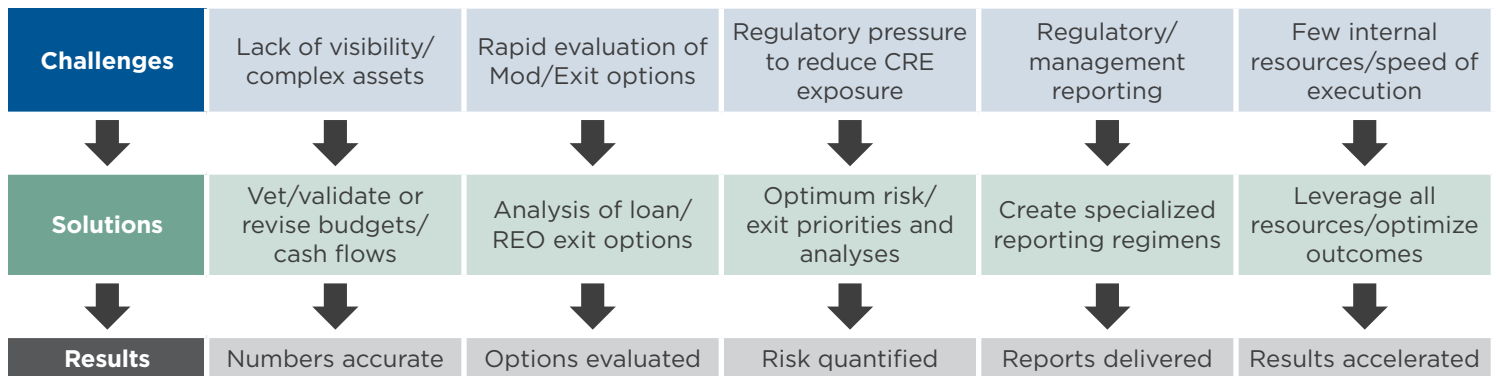 Challenges
Lack of visibility/
complex assets
Rapid evaluation of
Mod/Exit options
Regulatory pressure
to reduce CRE
exposure
Regulatory/
management
reporting
Few internal
resources/speed of
execution
Solutions
Vet/validate or
revise budgets/
cash flows
Analysis of loan/
REO exit options
Optimum risk/
exit priorities and
analyses
Create specialized
reporting regimens
Leverage all
resources/optimize
outcomes
Results
Numbers accurate
Options evaluated
Risk quantified
Reports delivered
Results accelerated